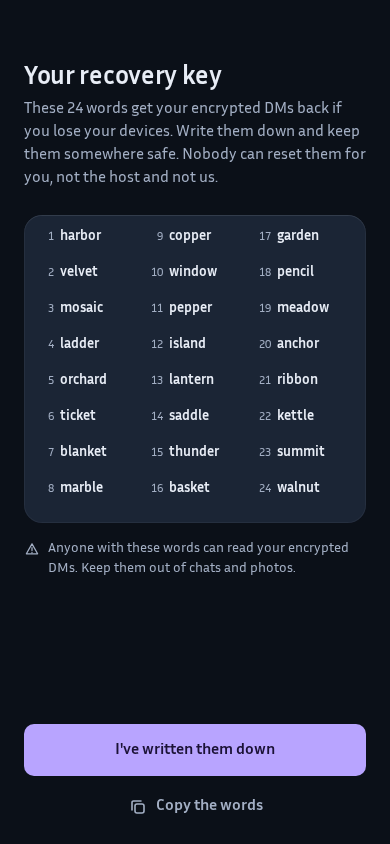 Your recovery key
These 24 words get your encrypted DMs back if
you lose your devices. Write them down and keep
them somewhere safe. Nobody can reset them for
you, not the host and not us.
1 harbor 9 copper 17 garden
2 velvet 10 window 18 pencil
3 mosaic 11 pepper 19 meadow
4 ladder 12 island 20 anchor
5 orchard 13 lantern 21 ribbon
6 ticket 14 saddle 22 kettle
7 blanket 15 thunder 23 summit
8 marble 16 basket 24 walnut
Anyone with these words can read your encrypted
DMs. Keep them out of chats and photos.
I've written them down
Copy the words